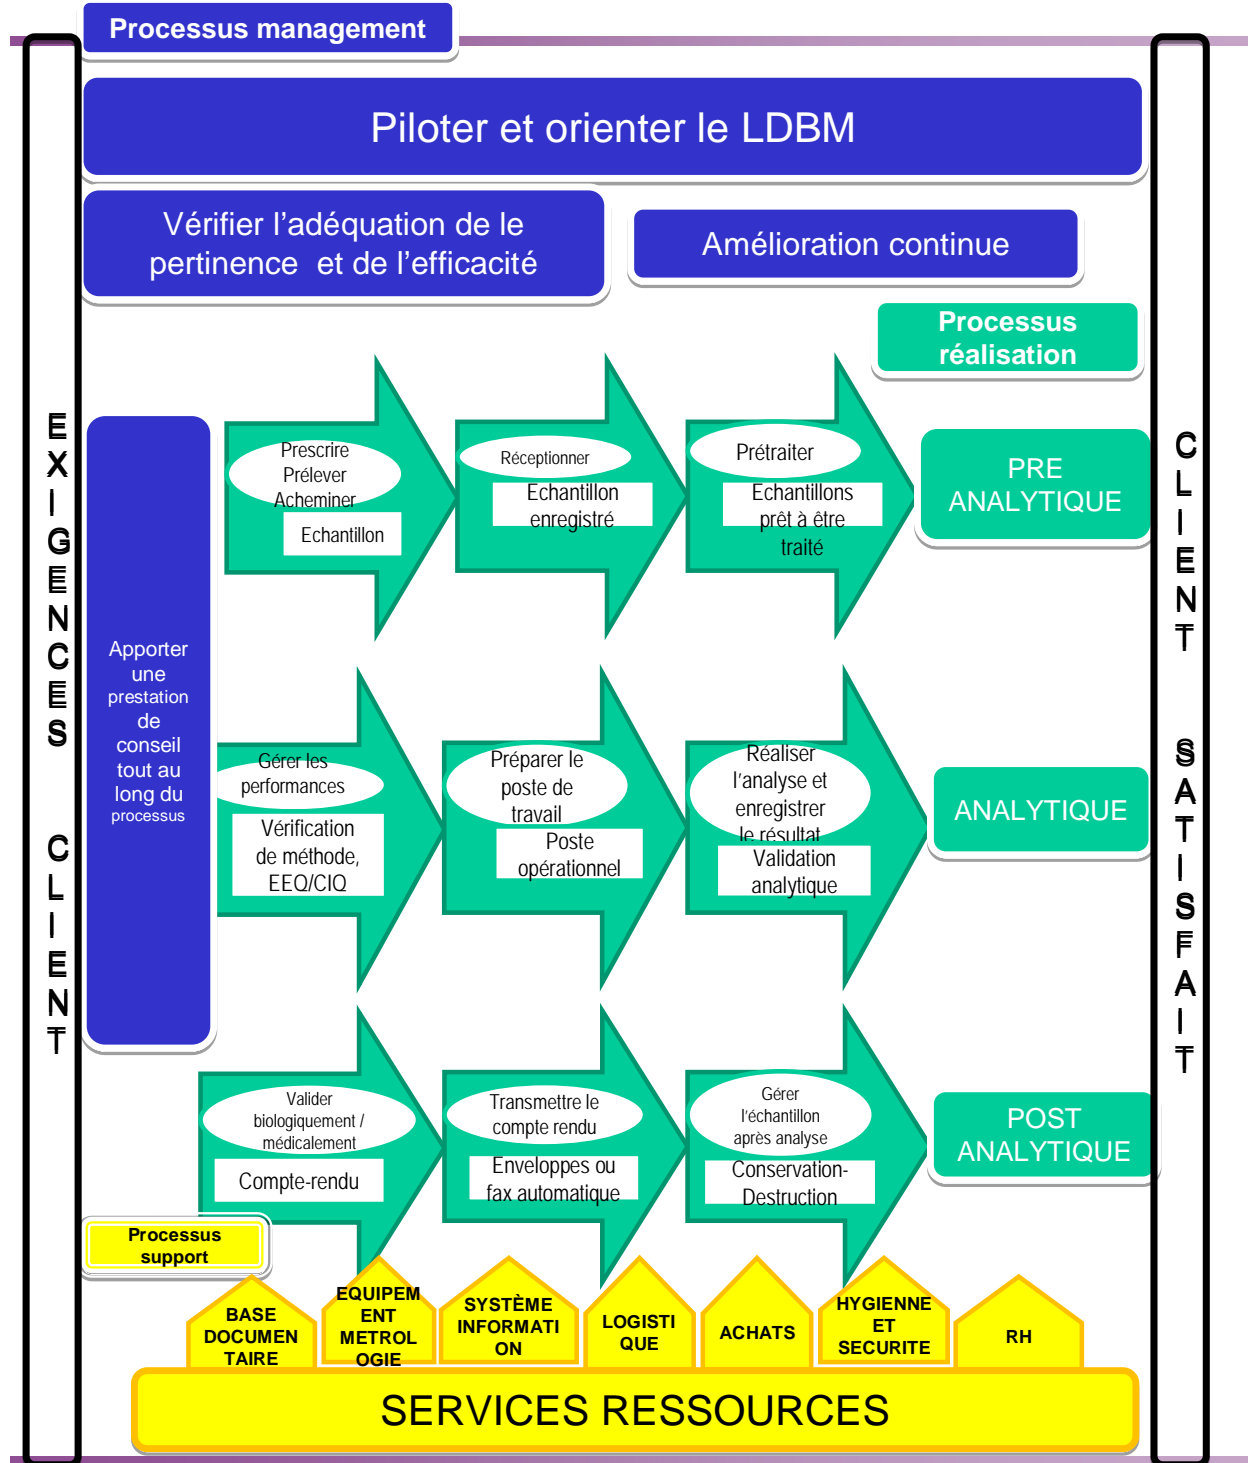 Processus management
Piloter et orienter le LDBM
Vérifier l’adéquation de le
pertinence  et de l’efficacité
Amélioration continue
Processus
réalisation
EXIGENCES CLIENT
CLIENT SATISFAIT
Apporter
une
prestation
de
conseil
tout au
long du
processus
Prescrire
Prélever
Acheminer
Echantillon
Réceptionner
Echantillon
enregistré
Prétraiter
Echantillons
prêt à être
traité
PRE
ANALYTIQUE
Gérer les
performances
Vérification
de méthode,
EEQ/CIQ
Préparer le
poste de
travail
Poste
opérationnel
Réaliser
l’analyse et
enregistrer
le résultat
Validation
analytique
ANALYTIQUE
Valider
biologiquement /
médicalement
Compte-rendu
Transmettre le
compte rendu
Enveloppes ou
fax automatique
Gérer
l’échantillon
après analyse
Conservation-
Destruction
POST
ANALYTIQUE
Processus
support
BASE
DOCUMEN
TAIRE
EQUIPEM
ENT
METROL
OGIE
SYSTÈME
INFORMATI
ON
LOGISTI
QUE
ACHATS
HYGIENNE
ET
SECURITE
RH
SERVICES RESSOURCES